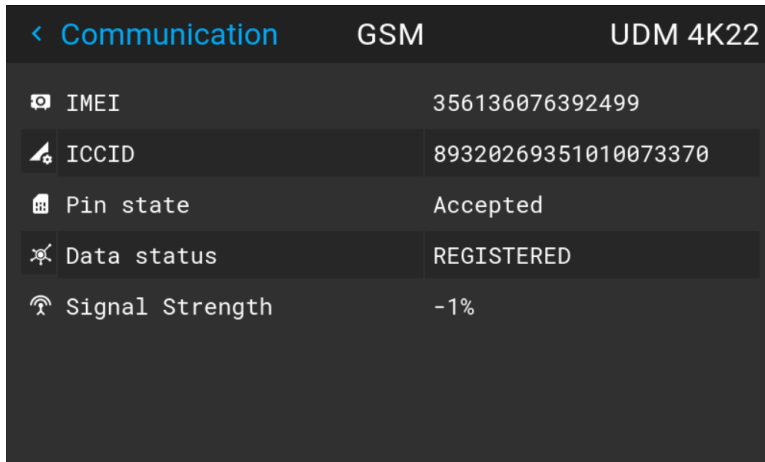 < Communication GSM UDM 4K22
IMEI 356136076392499
ICCID 89320269351010073370
Pin state Accepted
Data status REGISTERED
Signal Strength -1%